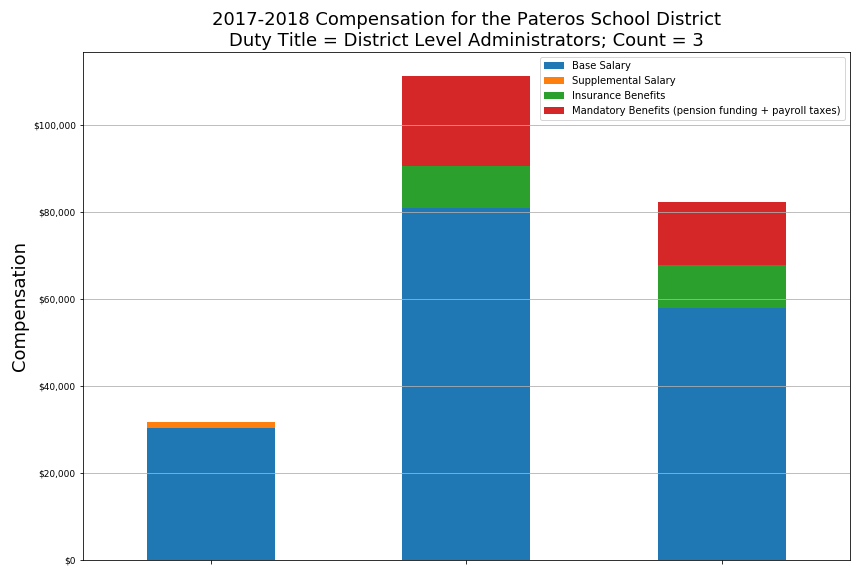 2017-2018 Compensation for the Pateros School District
Duty Title = District Level Administrators; Count = 3
Base Salary
Supplemental Salary
Insurance Benefits
Mandatory Benefits (pension funding + payroll taxes)
Compensation
$100,000
$80,000
$60,000
$40,000
$20,000
$0